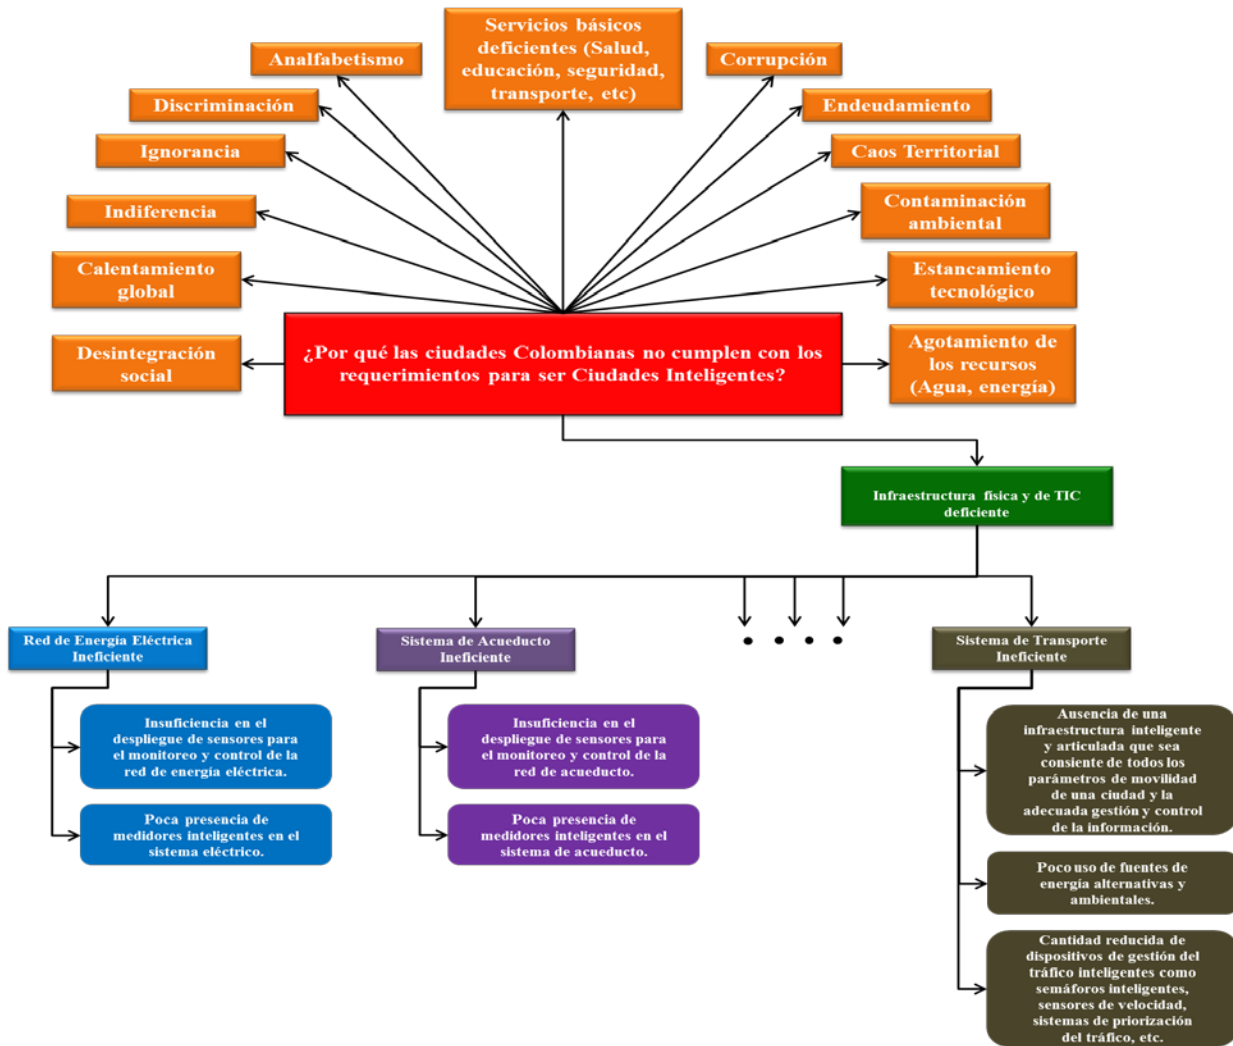 Servicios básicos
deficientes (Salud,
educación, seguridad,
transporte, etc)
Analfabetismo
Corrupción
Discriminación
Endeudamiento
Ignorancia
Caos Territorial
Indiferencia
Contaminación
ambiental
Calentamiento
global
Estancamiento
tecnológico
Desintegración
social
¿Por qué las ciudades Colombianas no cumplen con los
requerimientos para ser Ciudades Inteligentes?
Agotamiento de
los recursos
(Agua, energía)
Infraestructura física y de TIC
deficiente
Red de Energía Eléctrica
Ineficiente
Sistema de Acueducto
Ineficiente
Sistema de Transporte
Ineficiente
Insuficiencia en el
despliegue de sensores para
el monitoreo y control de la
red de energía eléctrica.
Poca presencia de
medidores inteligentes en el
sistema eléctrico.
Insuficiencia en el
despliegue de sensores para
el monitoreo y control de la
red de acueducto.
Poca presencia de
medidores inteligentes en el
sistema de acueducto.
Ausencia de una
infraestructura inteligente
y articulada que sea
consiente de todos los
parámetros de movilidad
de una ciudad y la
adecuada gestión y control
de la información.
Poco uso de fuentes de
energía alternativas y
ambientales.
Cantidad reducida de
dispositivos de gestión del
tráfico inteligentes como
semáforos inteligentes,
sensores de velocidad,
sistemas de priorización
del tráfico, etc.